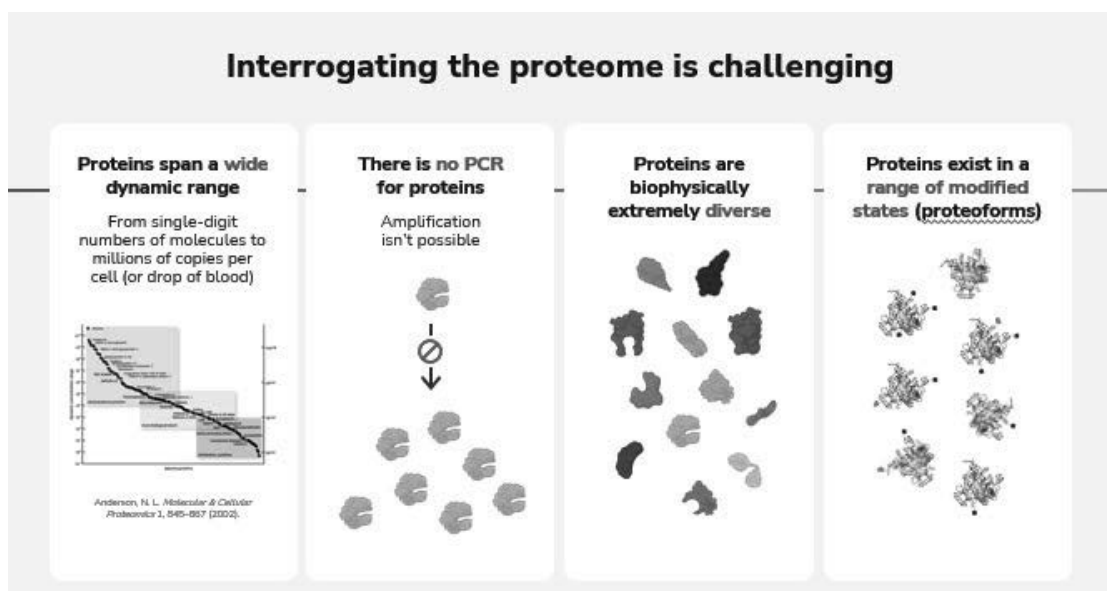 Interrogating the proteome is challenging
Proteins span a wide
dynamic range
From single-digit
numbers of molecules to
millions of copies per
cell (or drop of blood)
Anderson, N. L. Molecular & Cellular
Proteomics 1, 845–867 (2002).
There is no PCR
for proteins
Amplification
isn't possible
Proteins are
biophysically
extremely diverse
Proteins exist in a
range of modified
states (proteoforms)